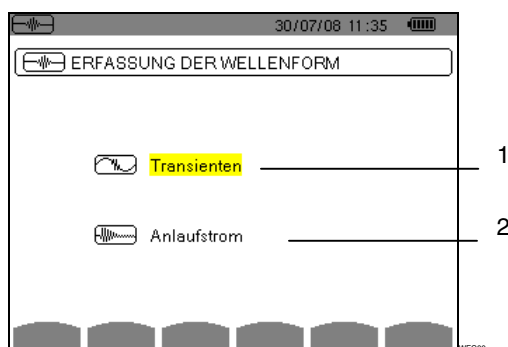 30/07/08 11:35
ERFASSUNG DER WELLENFORM
Transienten
1
Anlaufstrom
2